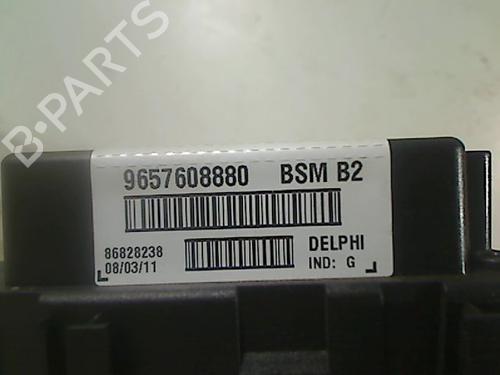 B-PARTS
9657608880 BSM B2
86828238
08/03/11
DELPHI
IND: G